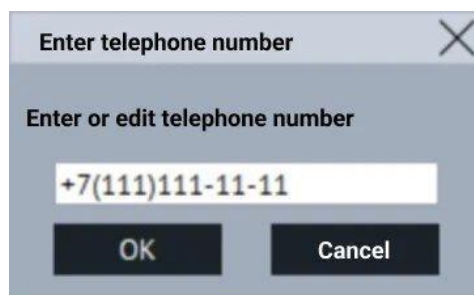 Enter telephone number
Enter or edit telephone number
+7(111)111-11-11
OK
Cancel